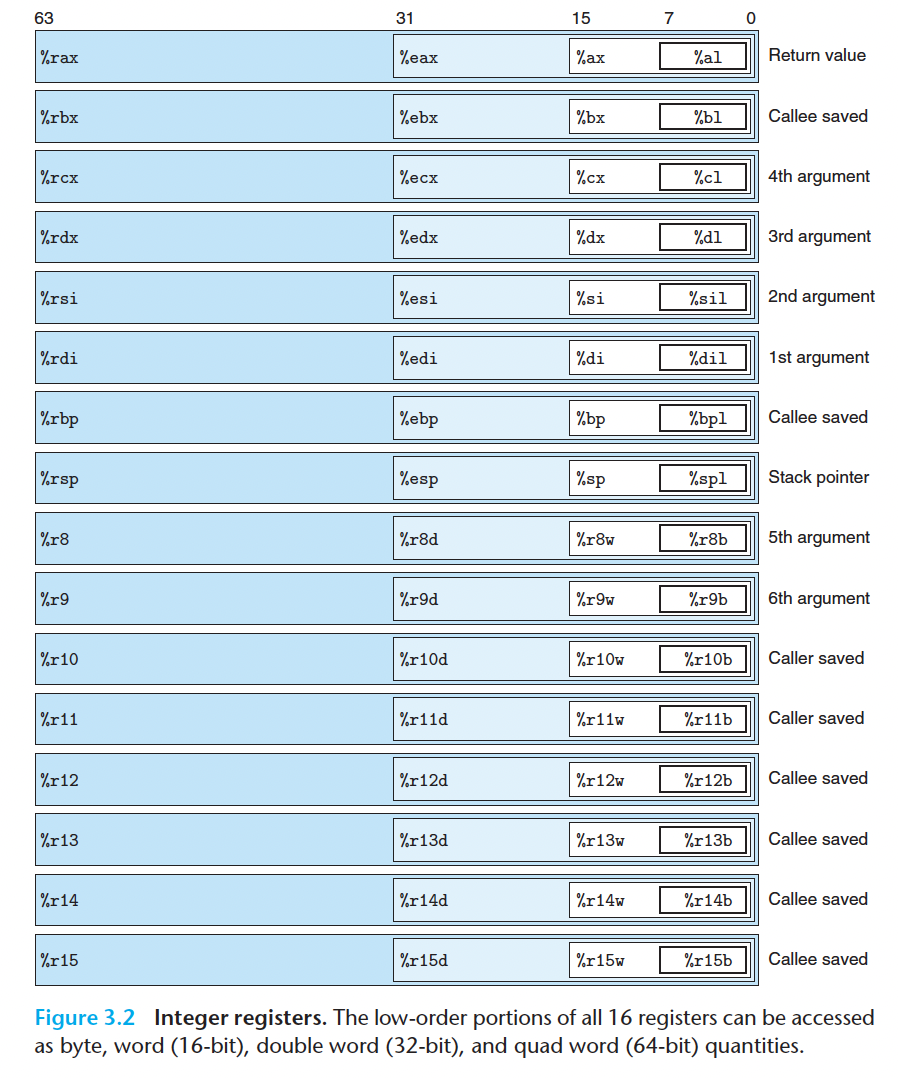 63 31 15 7 0
%rax %eax %ax %al Return value
%rbx %ebx %bx %bl Callee saved
%rcx %ecx %cx %cl 4th argument
%rdx %edx %dx %dl 3rd argument
%rsi %esi %si %sil 2nd argument
%rdi %edi %di %dil 1st argument
%rbp %ebp %bp %bpl Callee saved
%rsp %esp %sp %spl Stack pointer
%r8 %r8d %r8w %r8b 5th argument
%r9 %r9d %r9w %r9b 6th argument
%r10 %r10d %r10w %r10b Caller saved
%r11 %r11d %r11w %r11b Caller saved
%r12 %r12d %r12w %r12b Callee saved
%r13 %r13d %r13w %r13b Callee saved
%r14 %r14d %r14w %r14b Callee saved
%r15 %r15d %r15w %r15b Callee saved
Figure 3.2 Integer registers. The low-order portions of all 16 registers can be accessed
as byte, word (16-bit), double word (32-bit), and quad word (64-bit) quantities.